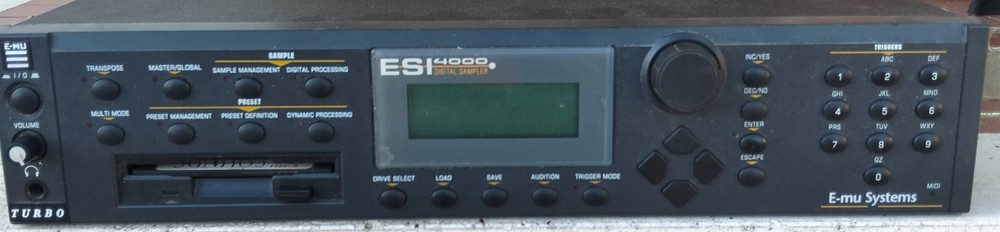 E-MU
I/O
VOLUME
TURBO
SAMPLE
TRANSPOSE MASTER/GLOBAL SAMPLE MANAGEMENT DIGITAL PROCESSING
PRESET
MULTI MODE PRESET MANAGEMENT PRESET DEFINITION DYNAMIC PROCESSING
ESI 4000
DIGITAL SAMPLER
DRIVE SELECT LOAD SAVE AUDITION TRIGGER MODE
INC/YES
DEC/NO
ENTER
ESCAPE
TRIGGERS
ABC DEF
1 2 3
GHI JKL MNO
4 5 6
PRS TUV WXY
7 8 9
QZ
0
MIDI
E-mu Systems